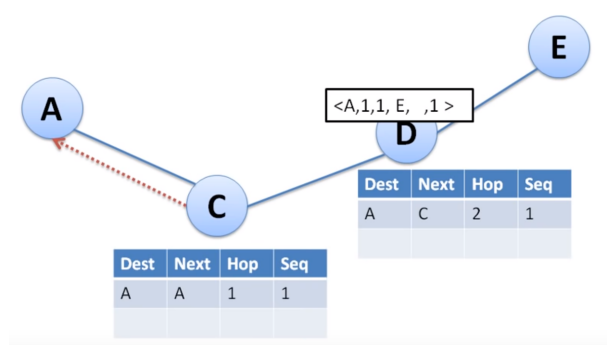 E
<A,1,1, E, ,1 >
A
D
Dest Next Hop Seq
A C 2 1
C
Dest Next Hop Seq
A A 1 1